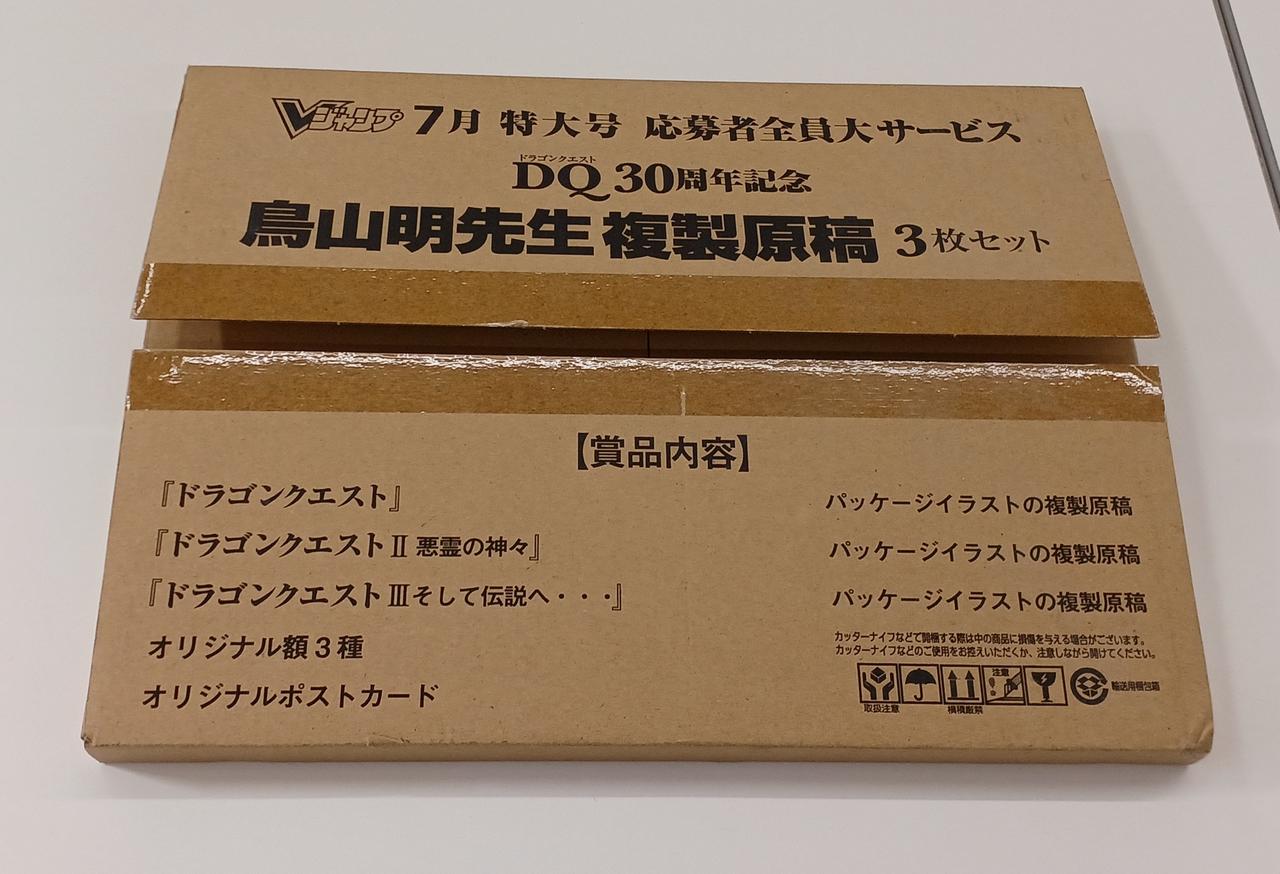 Vジャンプ 7月 特大号 応募者全員大サービス
ドラゴンクエスト
DQ 30周年記念
鳥山明先生 複製原稿 3枚セット
【賞品内容】
『ドラゴンクエスト』 パッケージイラストの複製原稿
『ドラゴンクエストⅡ 悪霊の神々』 パッケージイラストの複製原稿
『ドラゴンクエストⅢ そして伝説へ・・・』 パッケージイラストの複製原稿
オリジナル額3種
オリジナルポストカード
カッターナイフなどで開梱する際は中の商品に損傷を与える場合がございます。
カッターナイフなどのご使用をお控えいただくか、注意しながら開けてください。
注意
取扱注意 横積厳禁 輸送用梱包箱